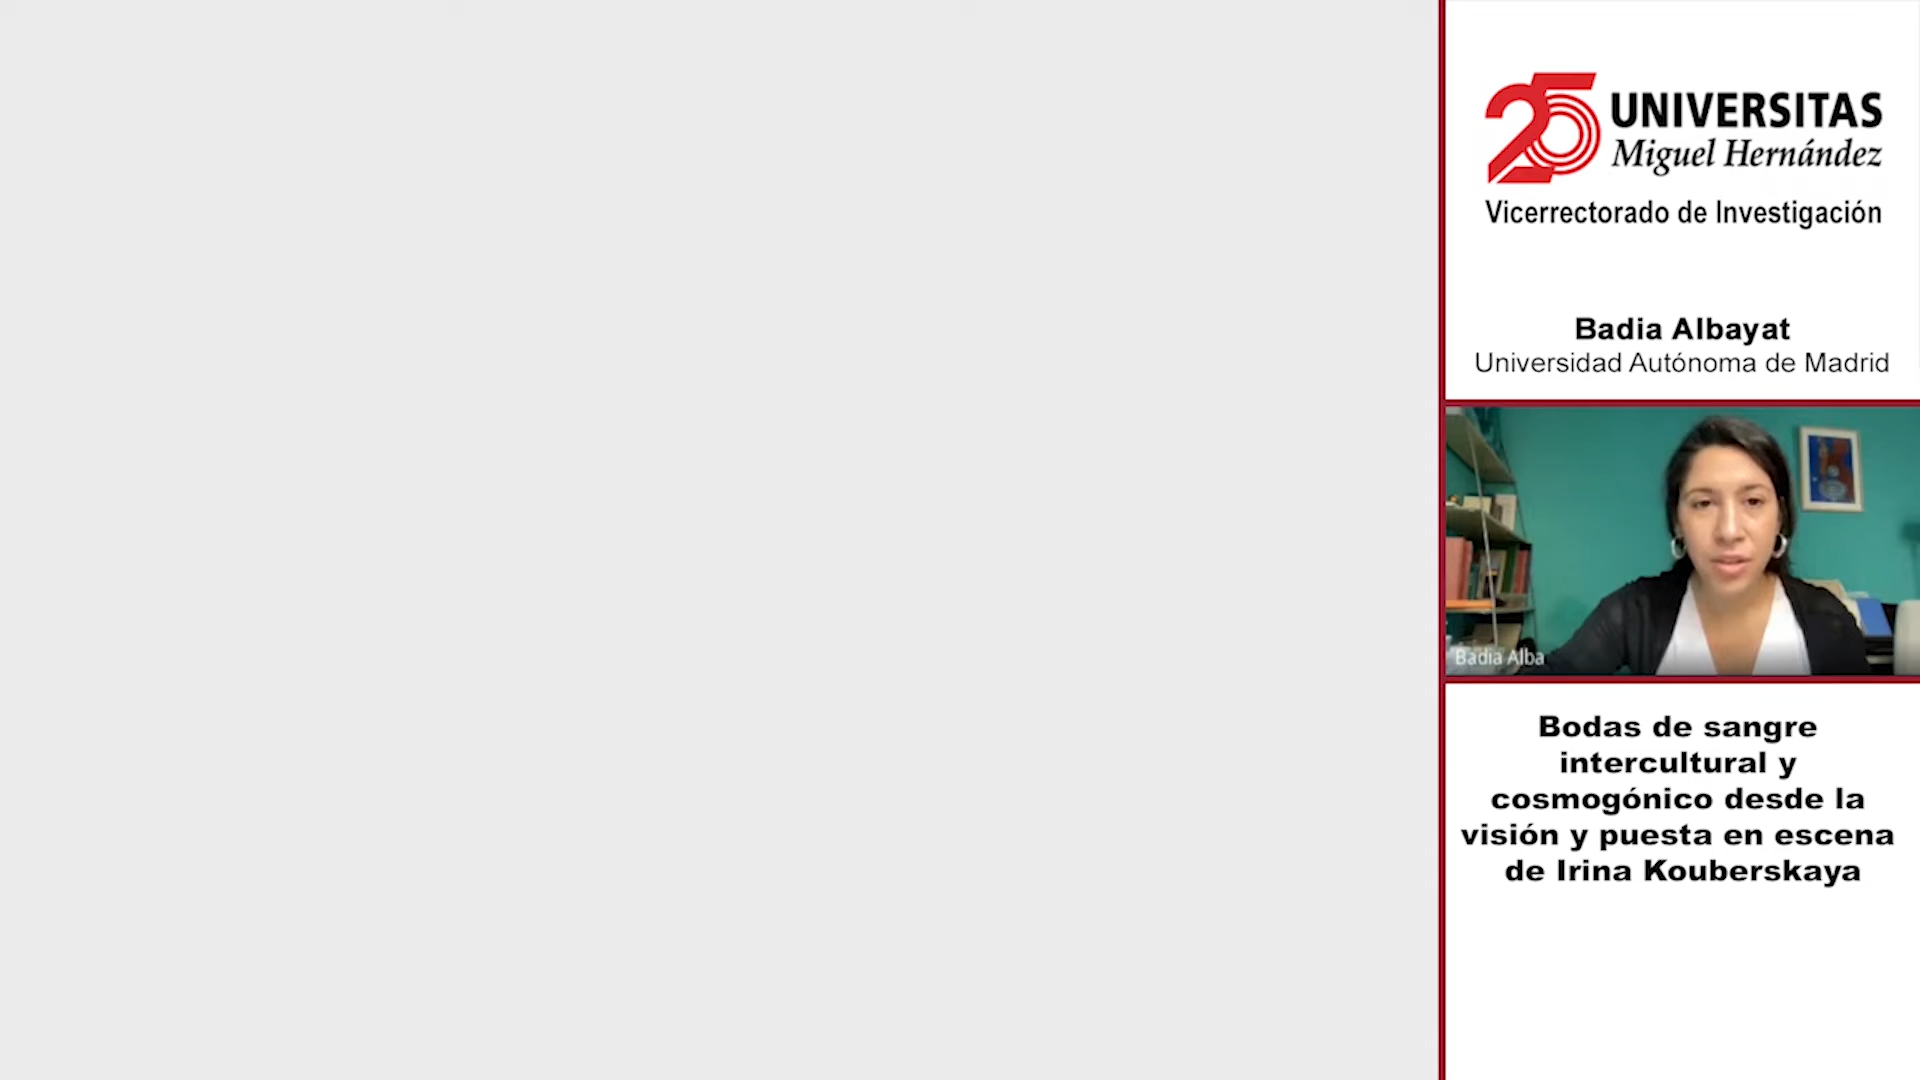 25 UNIVERSITAS
Miguel Hernández
Vicerrectorado de Investigación
Badia Albayat
Universidad Autónoma de Madrid
Badia Alba
Bodas de sangre
intercultural y
cosmogónico desde la
visión y puesta en escena
de Irina Kouberskaya